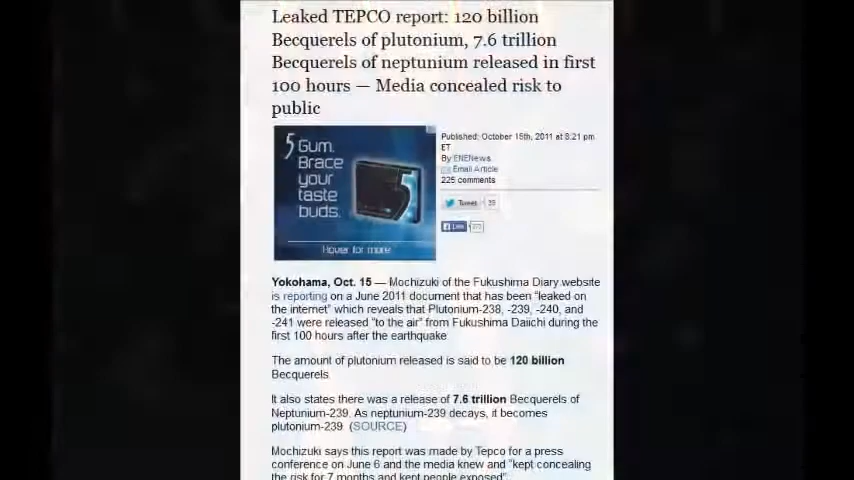 Leaked TEPCO report: 120 billion
Becquerels of plutonium, 7.6 trillion
Becquerels of neptunium released in first
100 hours — Media concealed risk to
public
5 Gum.
Brace
your
taste
buds.
Hover for more
Published: October 15th, 2011 at 8:21 pm
ET
By ENENews
Email Article
225 comments
Tweet 39
Like
Yokohama, Oct. 15 — Mochizuki of the Fukushima Diary website
is reporting on a June 2011 document that has been "leaked on
the internet" which reveals that Plutonium-238, -239, -240, and
-241 were released "to the air" from Fukushima Daiichi during the
first 100 hours after the earthquake
The amount of plutonium released is said to be 120 billion
Becquerels
It also states there was a release of 7.6 trillion Becquerels of
Neptunium-239. As neptunium-239 decays, it becomes
plutonium-239 (SOURCE)
Mochizuki says this report was made by Tepco for a press
conference on June 6 and the media knew and "kept concealing
the risk for 7 months and kept people exposed".